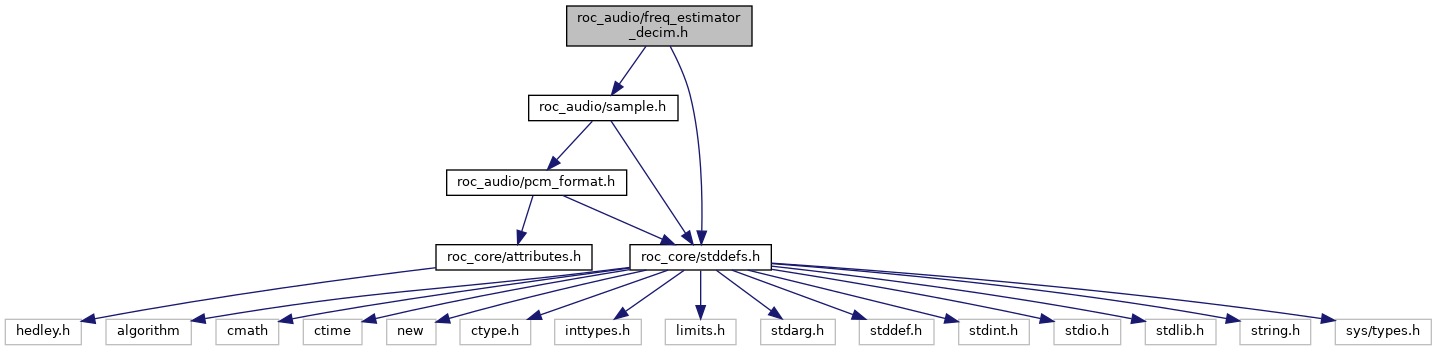 roc_audio/freq_estimator
_decim.h
roc_audio/sample.h
roc_audio/pcm_format.h
roc_core/attributes.h
roc_core/stddefs.h
hedley.h
algorithm
cmath
ctime
new
ctype.h
inttypes.h
limits.h
stdarg.h
stddef.h
stdint.h
stdio.h
stdlib.h
string.h
sys/types.h